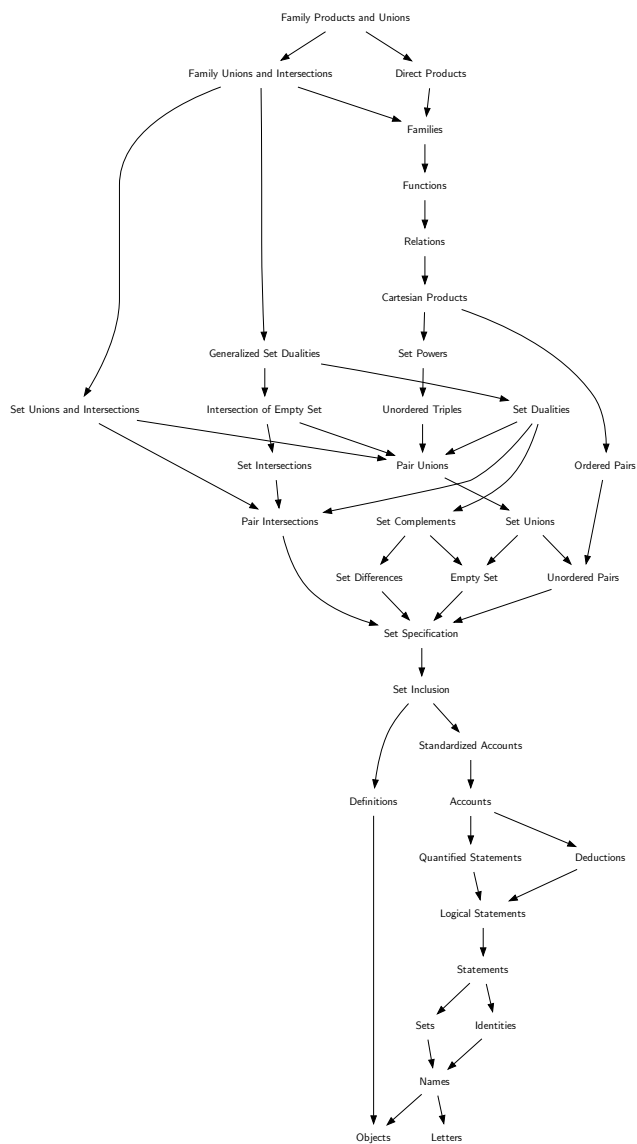 Family Products and Unions
Family Unions and Intersections
Direct Products
Families
Functions
Relations
Cartesian Products
Generalized Set Dualities
Set Powers
Set Unions and Intersections
Intersection of Empty Set
Unordered Triples
Set Dualities
Set Intersections
Pair Unions
Ordered Pairs
Pair Intersections
Set Complements
Set Unions
Set Differences
Empty Set
Unordered Pairs
Set Specification
Set Inclusion
Standardized Accounts
Definitions
Accounts
Quantified Statements
Deductions
Logical Statements
Statements
Sets
Identities
Names
Objects
Letters